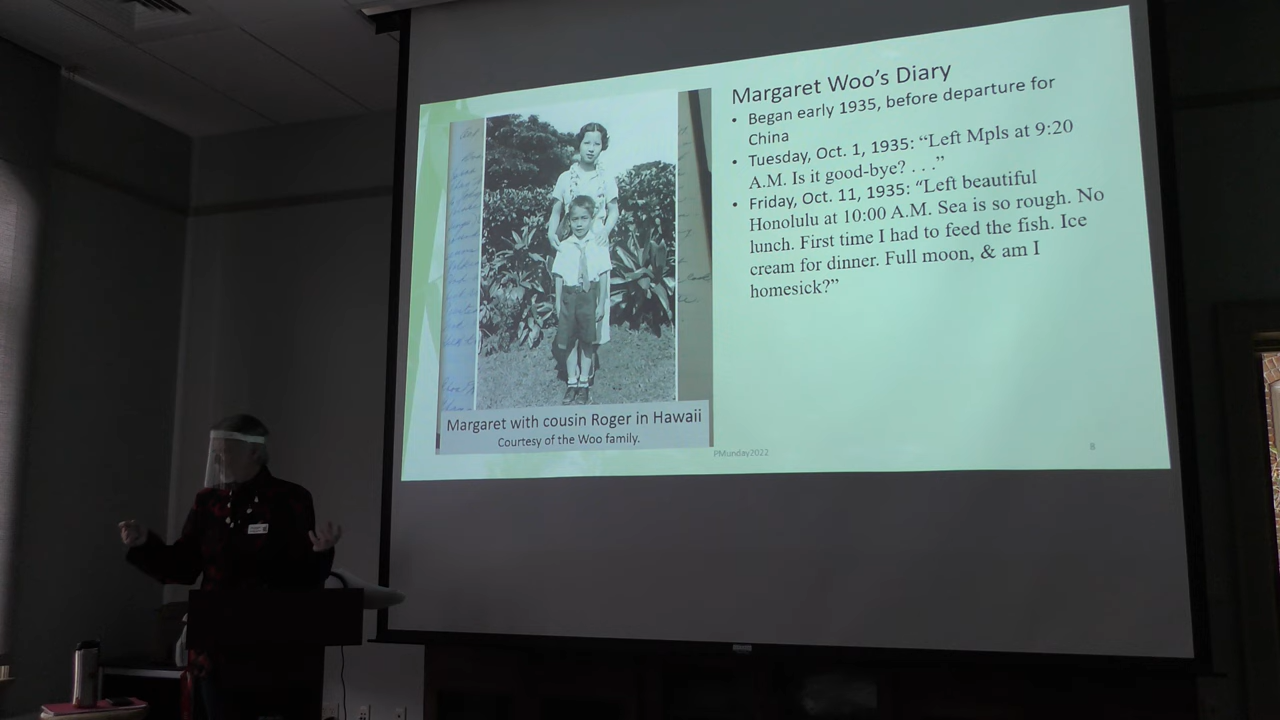 Margaret Woo's Diary
• Began early 1935, before departure for
China
• Tuesday, Oct. 1, 1935: “Left Mpls at 9:20
A.M. Is it good-bye? . . .”
• Friday, Oct. 11, 1935: “Left beautiful
Honolulu at 10:00 A.M. Sea is so rough. No
lunch. First time I had to feed the fish. Ice
cream for dinner. Full moon, & am I
homesick?”
Margaret with cousin Roger in Hawaii
Courtesy of the Woo family.
PMunday2022
8